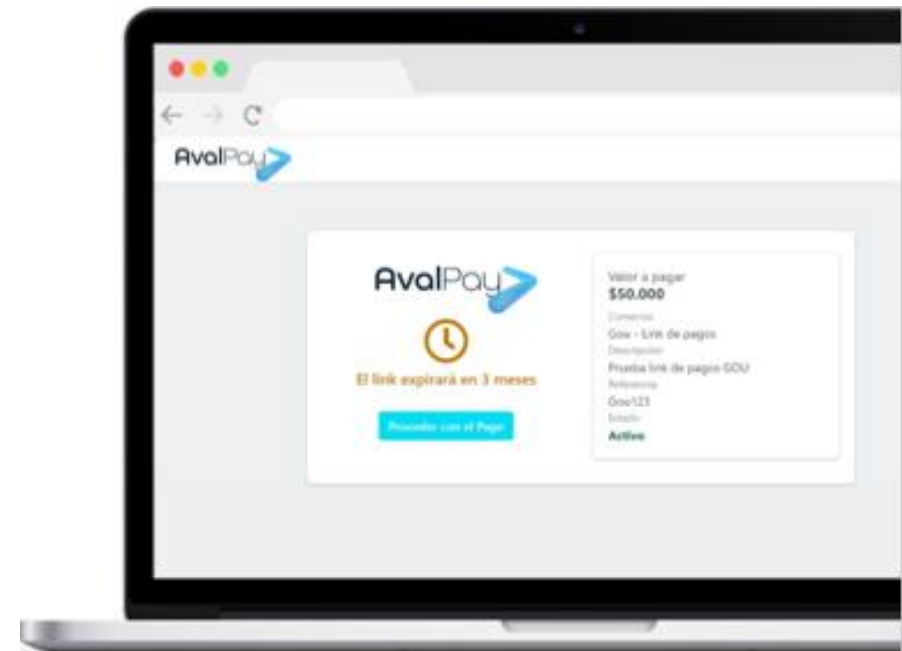 AvalPay
AvalPay
El link expirará en 3 meses
Proceder con el Pago
Valor a pagar
$50.000
Comercio
Gou - Link de pagos
Descripción
Prueba link de pagos GOU
Referencia
Gou123
Estado
Activo